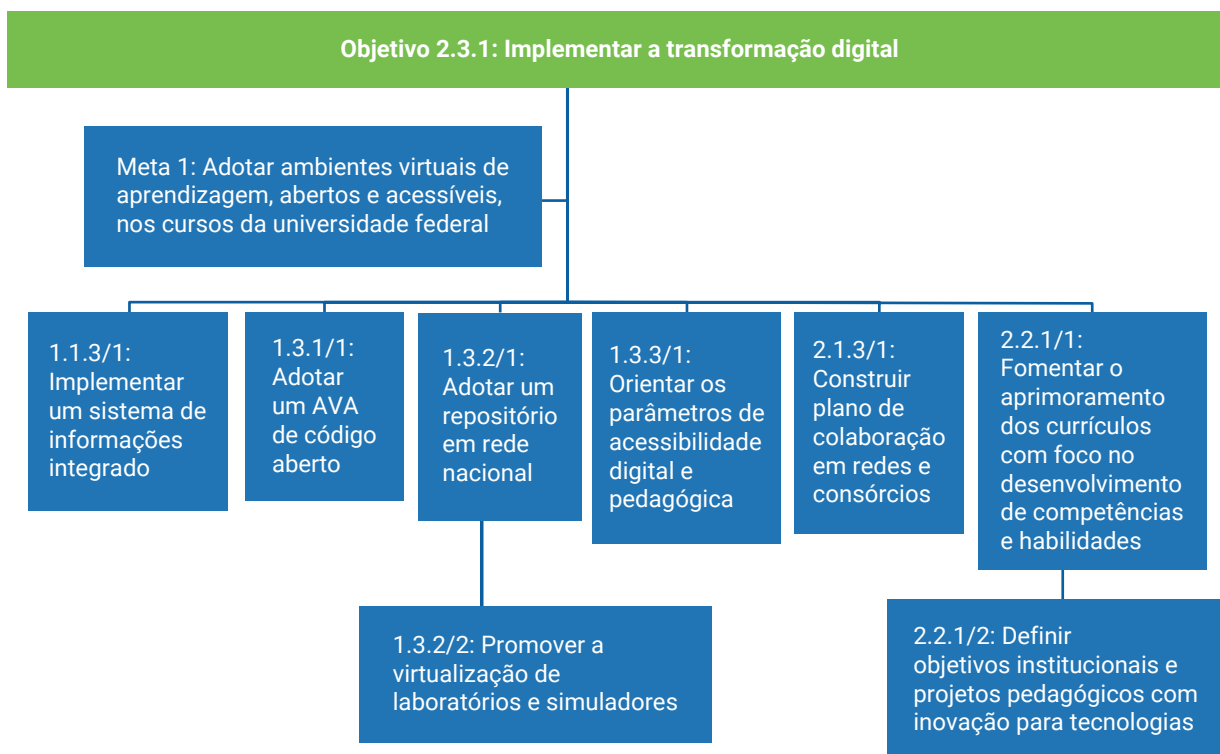 Objetivo 2.3.1: Implementar a transformação digital
Meta 1: Adotar ambientes virtuais de
aprendizagem, abertos e acessíveis,
nos cursos da universidade federal
1.1.3/1:
Implementar
um sistema de
informações
integrado
1.3.1/1:
Adotar
um AVA
de código
aberto
1.3.2/1:
Adotar um
repositório
em rede
nacional
1.3.3/1:
Orientar os
parâmetros de
acessibilidade
digital e
pedagógica
2.1.3/1:
Construir
plano de
colaboração
em redes e
consórcios
2.2.1/1:
Fomentar o
aprimoramento
dos currículos
com foco no
desenvolvimento
de competências
e habilidades
1.3.2/2: Promover a
virtualização de
laboratórios e simuladores
2.2.1/2: Definir
objetivos institucionais e
projetos pedagógicos com
inovação para tecnologias